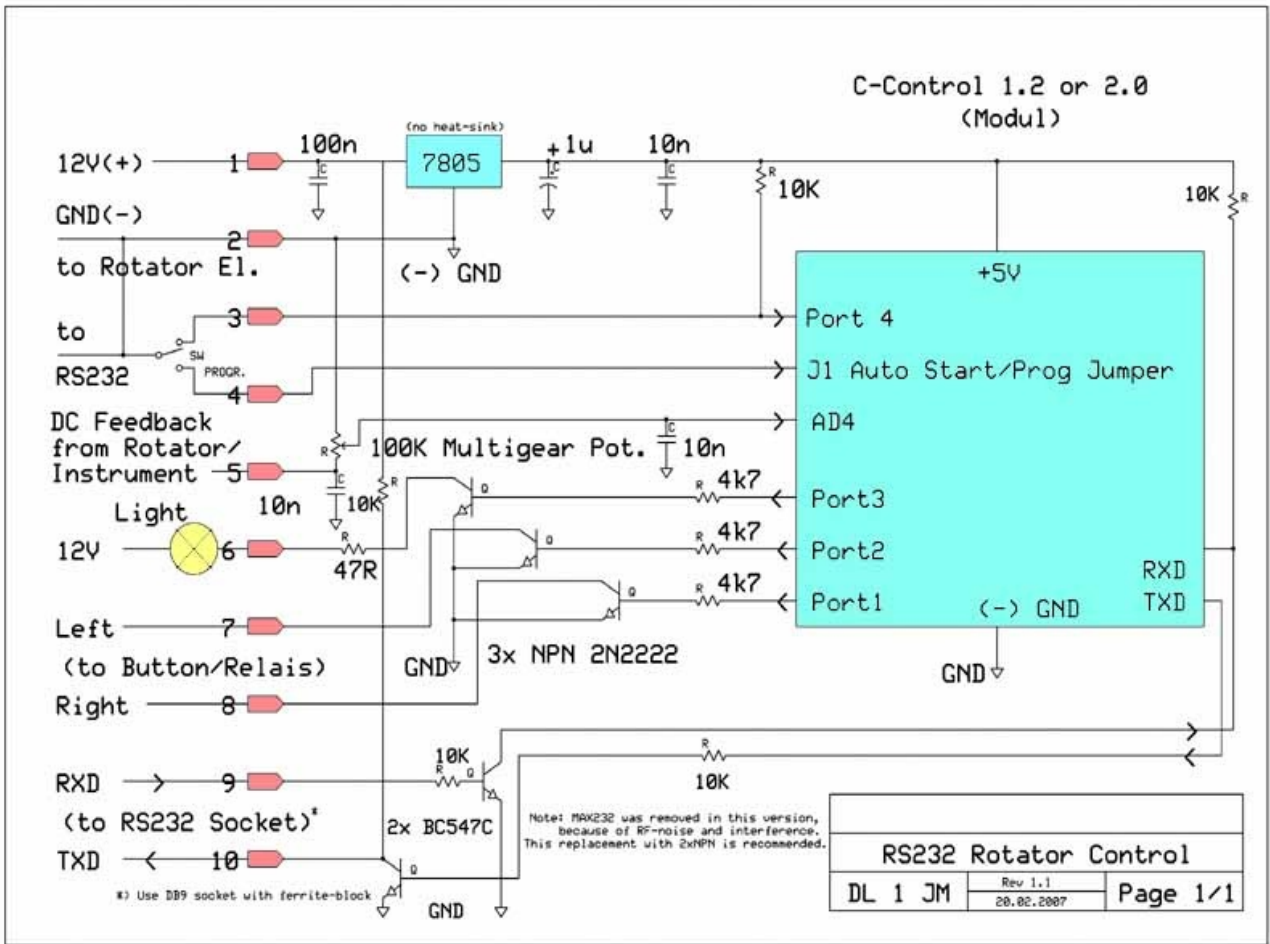 C-Control 1.2 or 2.0
(Modul)
(no heat-sink)
12V(+)
1
100n
C
7805
+1u
C
10n
C
R
10K
10K
R
GND(-)
2
to Rotator El.
(-) GND
+5V
to
3
Port 4
SW
PROGR.
RS232
4
J1 Auto Start/Prog Jumper
DC Feedback
from Rotator/
Instrument
5
R
100K Multigear Pot.
C
10n
AD4
10n
C
10K
R
Q
R
4k7
Port3
Light
12V
6
R
47R
Q
R
4k7
Port2
RXD
Q
R
4k7
Port1
(-) GND
TXD
Left
7
(to Button/Relais)
GND
3x NPN 2N2222
GND
Right
8
RXD
9
10K
R
Q
R
10K
(to RS232 Socket)*
2x BC547C
Note: MAX232 was removed in this version,
because of RF-noise and interference.
This replacement with 2xNPN is recommended.
TXD
10
Q
*) Use DB9 socket with ferrite-block
GND
RS232 Rotator Control
DL 1 JM
Rev 1.1
20.02.2007
Page 1/1